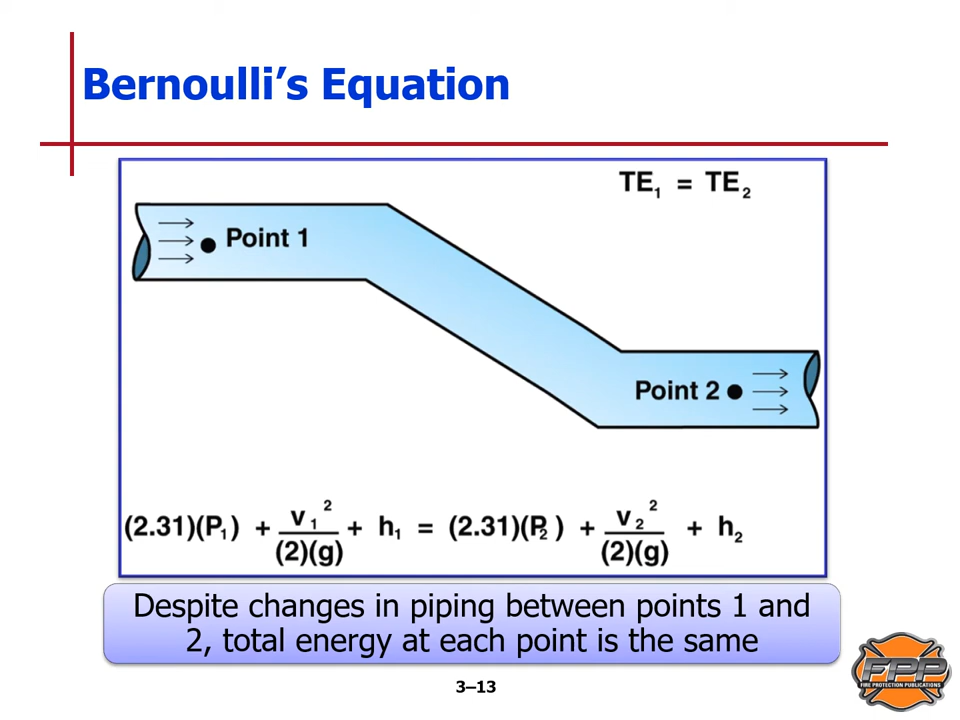 Bernoulli’s Equation
TE₁ = TE₂
Point 1
Point 2
(2.31)(P₁) + v₁²/(2)(g) + h₁ = (2.31)(P₂) + v₂²/(2)(g) + h₂
Despite changes in piping between points 1 and
2, total energy at each point is the same
3–13
FPP
FIRE PROTECTION PUBLICATIONS